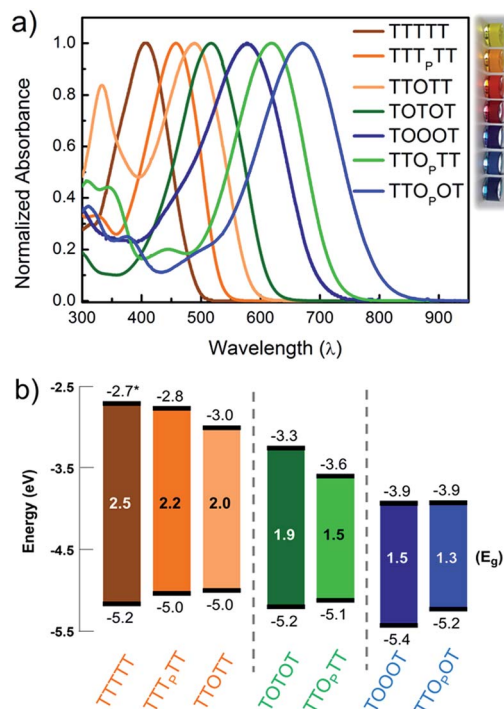 a)
Normalized Absorbance
1.0
0.8
0.6
0.4
0.2
0.0
300 400 500 600 700 800 900
Wavelength (λ)
TTTTT
TTTPTT
TTOTT
TOTOT
TOOOT
TTOPTT
TTOPOT
b)
Energy (eV)
-2.5
-3.5
-4.5
-5.5
-2.7* -2.8 -3.0 -3.3 -3.6 -3.9 -3.9
2.5 2.2 2.0 1.9 1.5 1.5 1.3 (Eg)
-5.2 -5.0 -5.0 -5.2 -5.1 -5.4 -5.2
TTTTT TTTPTT TTOTT TOTOT TTOPTT TOOOT TTOPOT